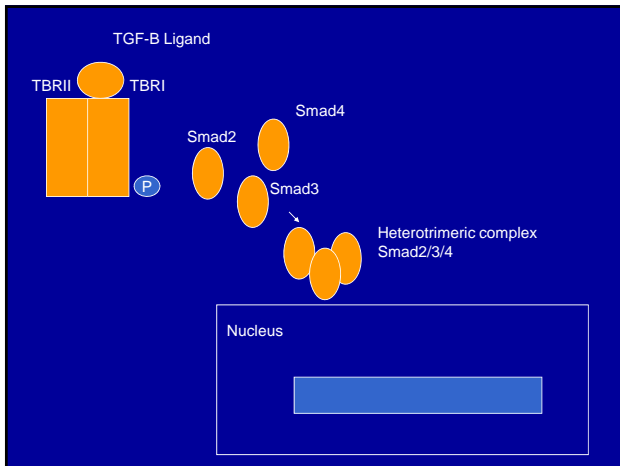 TGF-B Ligand
TBRII
TBRI
Smad4
Smad2
P
Smad3
Heterotrimeric complex
Smad2/3/4
Nucleus